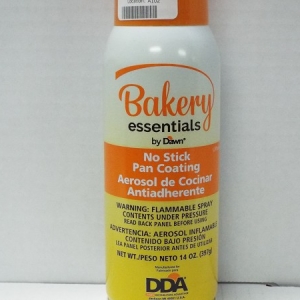 Bakery
essentials
by Dawn®
No Stick
Pan Coating
Aerosol de Cocinar
Antiadherente
WARNING: FLAMMABLE SPRAY
CONTENTS UNDER PRESSURE
READ BACK PANEL BEFORE USING
ADVERTENCIA: AEROSOL INFLAMABLE
CONTENIDO BAJO PRESIÓN
LEA PANEL POSTERIOR ANTES DE UTILIZAR
NET WT./PESO NETO 14 OZ. (397g)
DDA